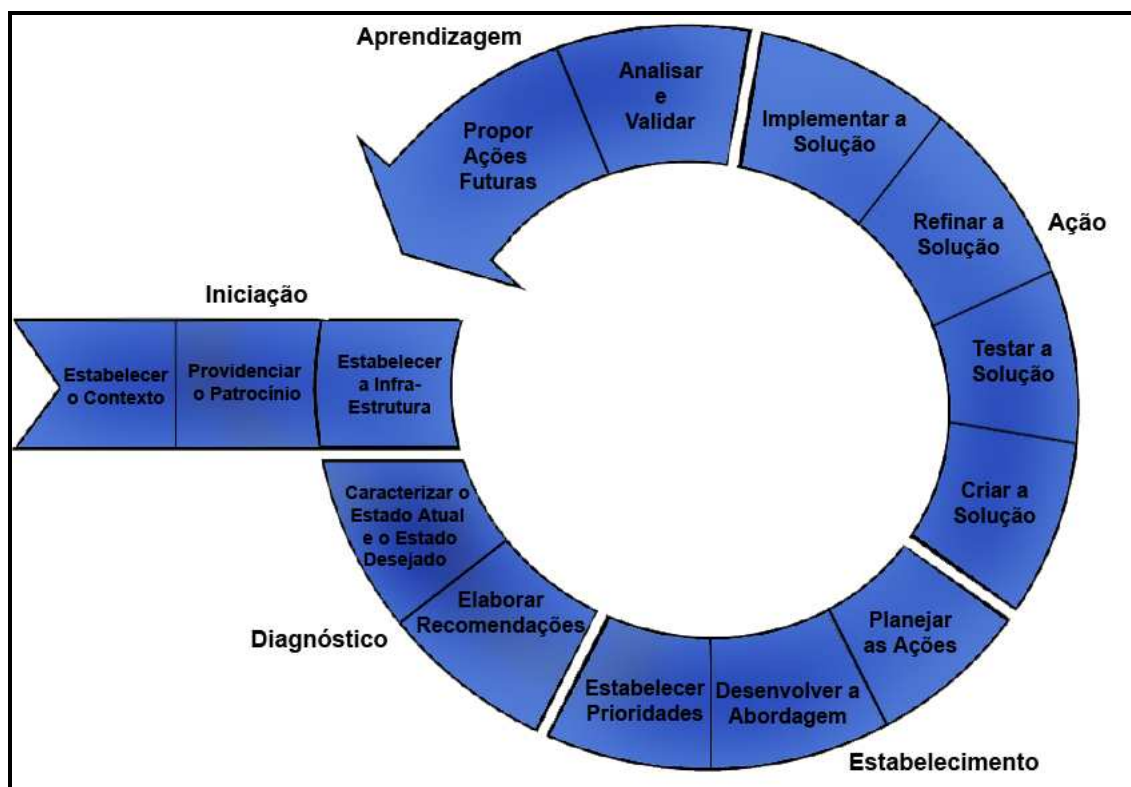 Aprendizagem
Analisar
e
Validar
Propor
Ações
Futuras
Implementar a
Solução
Refinar a
Solução
Ação
Testar a
Solução
Criar a
Solução
Iniciação
Estabelecer
o Contexto
Providenciar
o Patrocínio
Estabelecer
a Infra-
Estrutura
Caracterizar o
Estado Atual
e o Estado
Desejado
Elaborar
Recomendações
Diagnóstico
Estabelecer
Prioridades
Desenvolver a
Abordagem
Planejar
as Ações
Estabelecimento